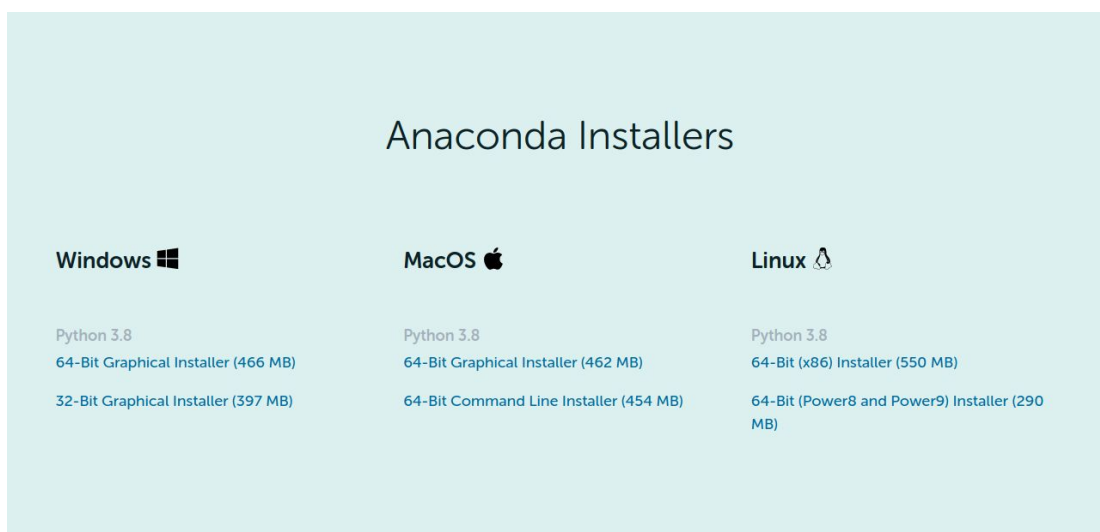 Anaconda Installers
Windows
Python 3.8
64-Bit Graphical Installer (466 MB)
32-Bit Graphical Installer (397 MB)
MacOS
Python 3.8
64-Bit Graphical Installer (462 MB)
64-Bit Command Line Installer (454 MB)
Linux
Python 3.8
64-Bit (x86) Installer (550 MB)
64-Bit (Power8 and Power9) Installer (290
MB)